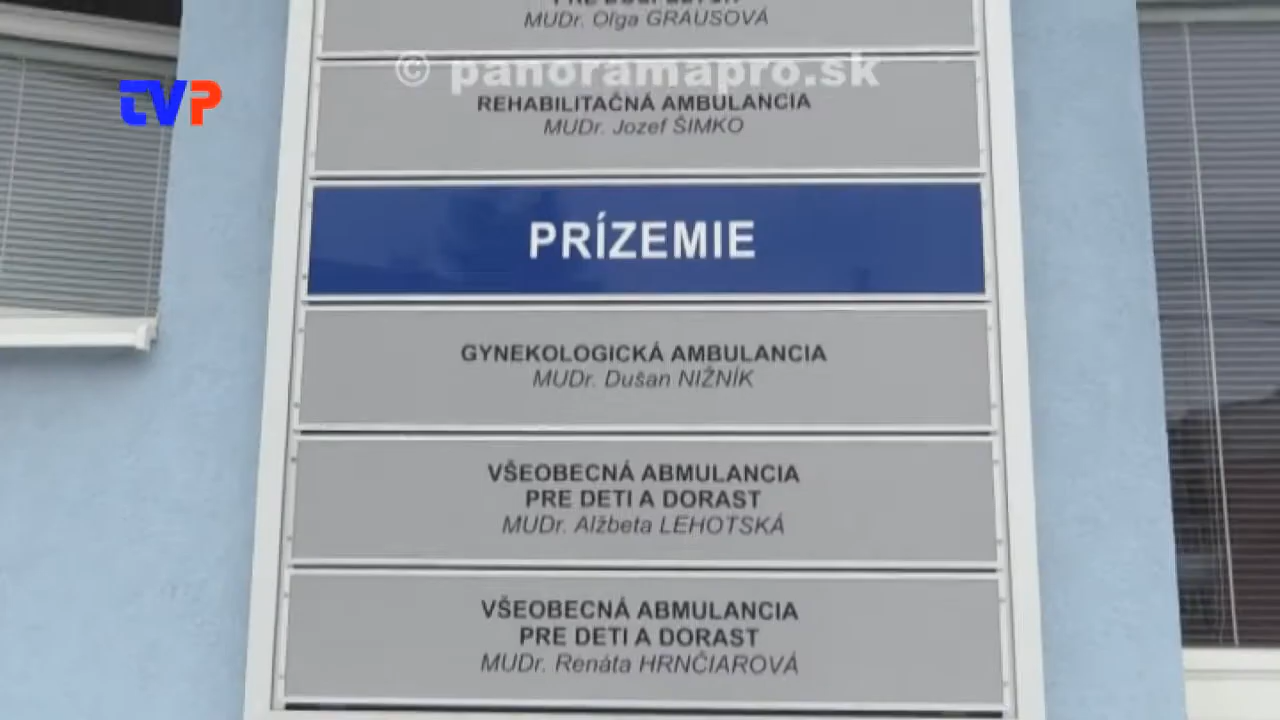 MUDr. Olga GRAUSOVÁ
© panoramapro.sk
tVP
REHABILITAČNÁ AMBULANCIA
MUDr. Jozef ŠIMKO
PRÍZEMIE
GYNEKOLOGICKÁ AMBULANCIA
MUDr. Dušan NIŽNÍK
VŠEOBECNÁ ABMULANCIA
PRE DETI A DORAST
MUDr. Alžbeta LEHOTSKÁ
VŠEOBECNÁ ABMULANCIA
PRE DETI A DORAST
MUDr. Renáta HRNČIAROVÁ